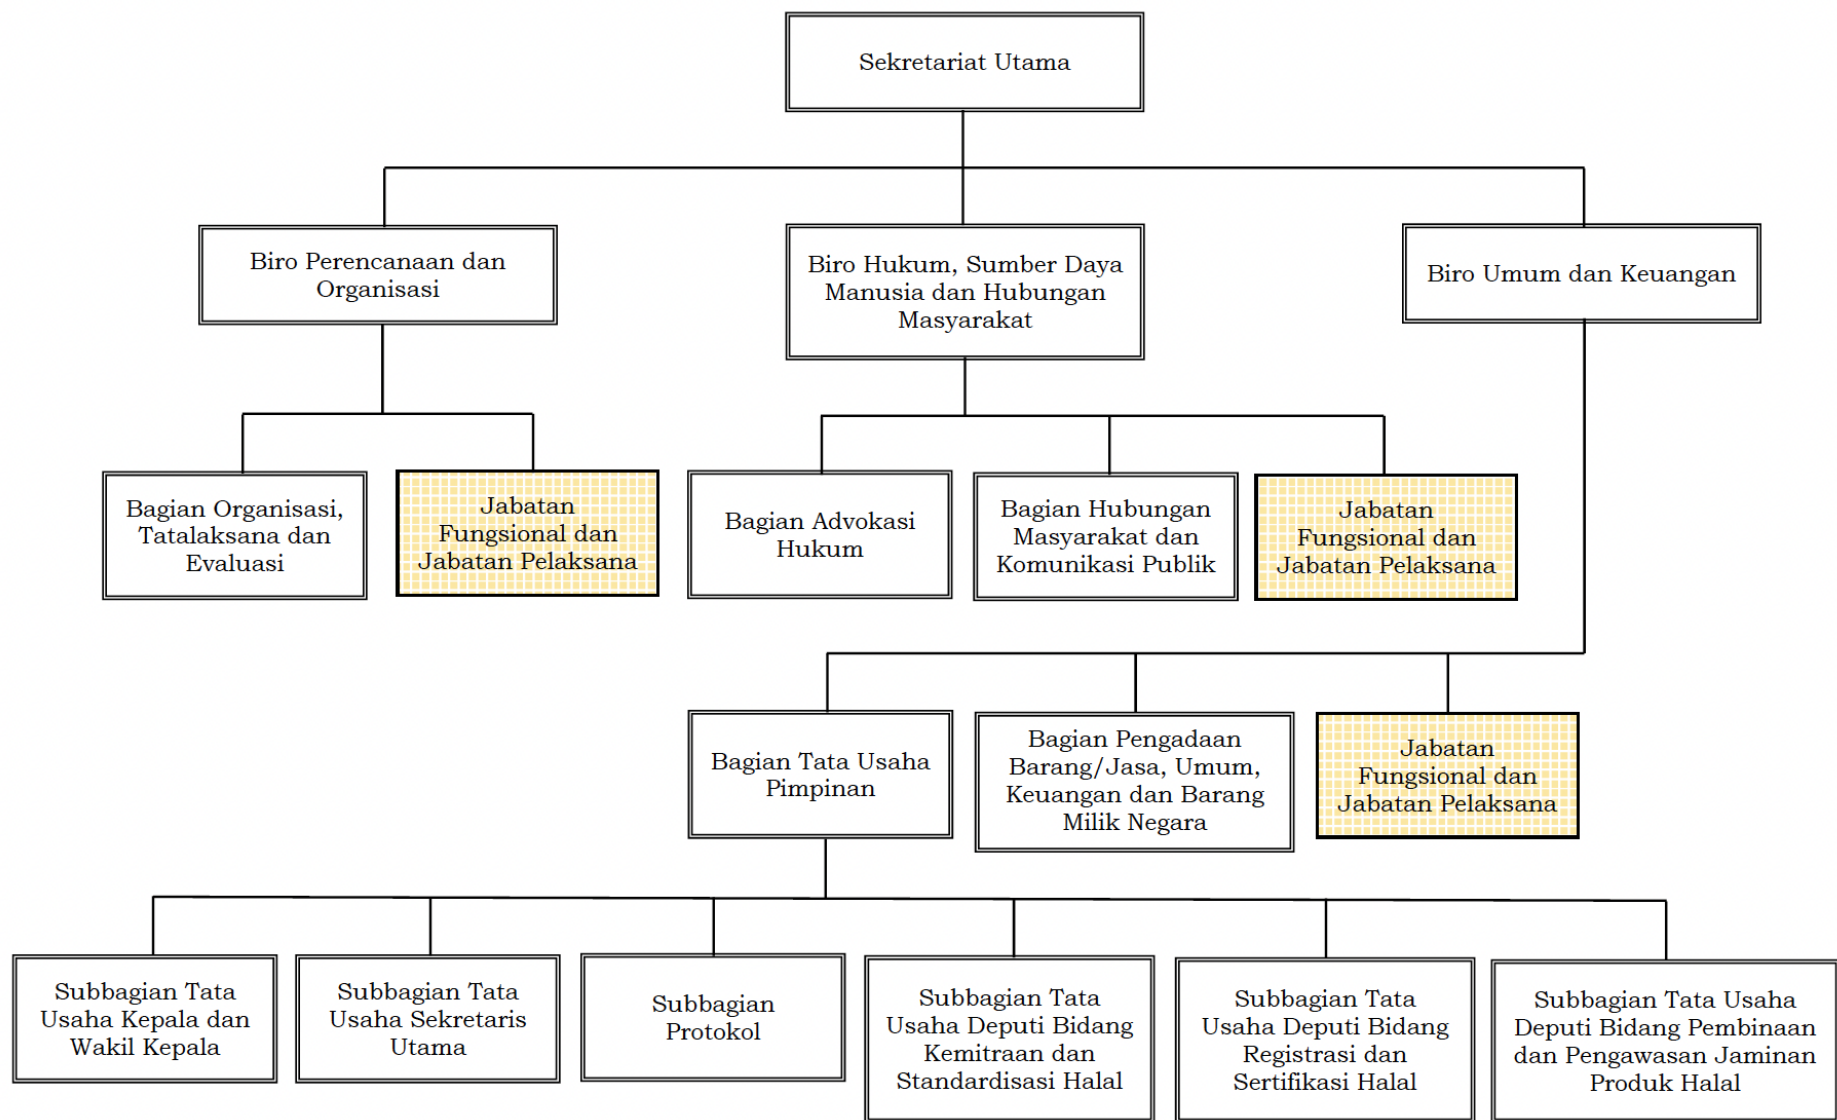 Sekretariat Utama
Biro Perencanaan dan
Organisasi
Biro Hukum, Sumber Daya
Manusia dan Hubungan
Masyarakat
Biro Umum dan Keuangan
Bagian Organisasi,
Tatalaksana dan
Evaluasi
Jabatan
Fungsional dan
Jabatan Pelaksana
Bagian Advokasi
Hukum
Bagian Hubungan
Masyarakat dan
Komunikasi Publik
Jabatan
Fungsional dan
Jabatan Pelaksana
Bagian Tata Usaha
Pimpinan
Bagian Pengadaan
Barang/Jasa, Umum,
Keuangan dan Barang
Milik Negara
Jabatan
Fungsional dan
Jabatan Pelaksana
Subbagian Tata
Usaha Kepala dan
Wakil Kepala
Subbagian Tata
Usaha Sekretaris
Utama
Subbagian
Protokol
Subbagian Tata
Usaha Deputi Bidang
Kemitraan dan
Standardisasi Halal
Subbagian Tata
Usaha Deputi Bidang
Registrasi dan
Sertifikasi Halal
Subbagian Tata Usaha
Deputi Bidang Pembinaan
dan Pengawasan Jaminan
Produk Halal